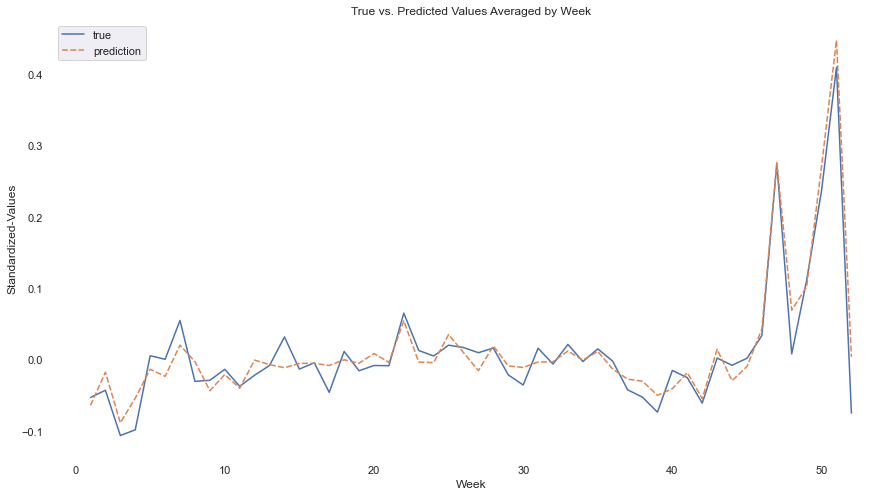 True vs. Predicted Values Averaged by Week
true
prediction
0.4
0.3
0.2
0.1
0.0
−0.1
Standardized-Values
0 10 20 30 40 50
Week